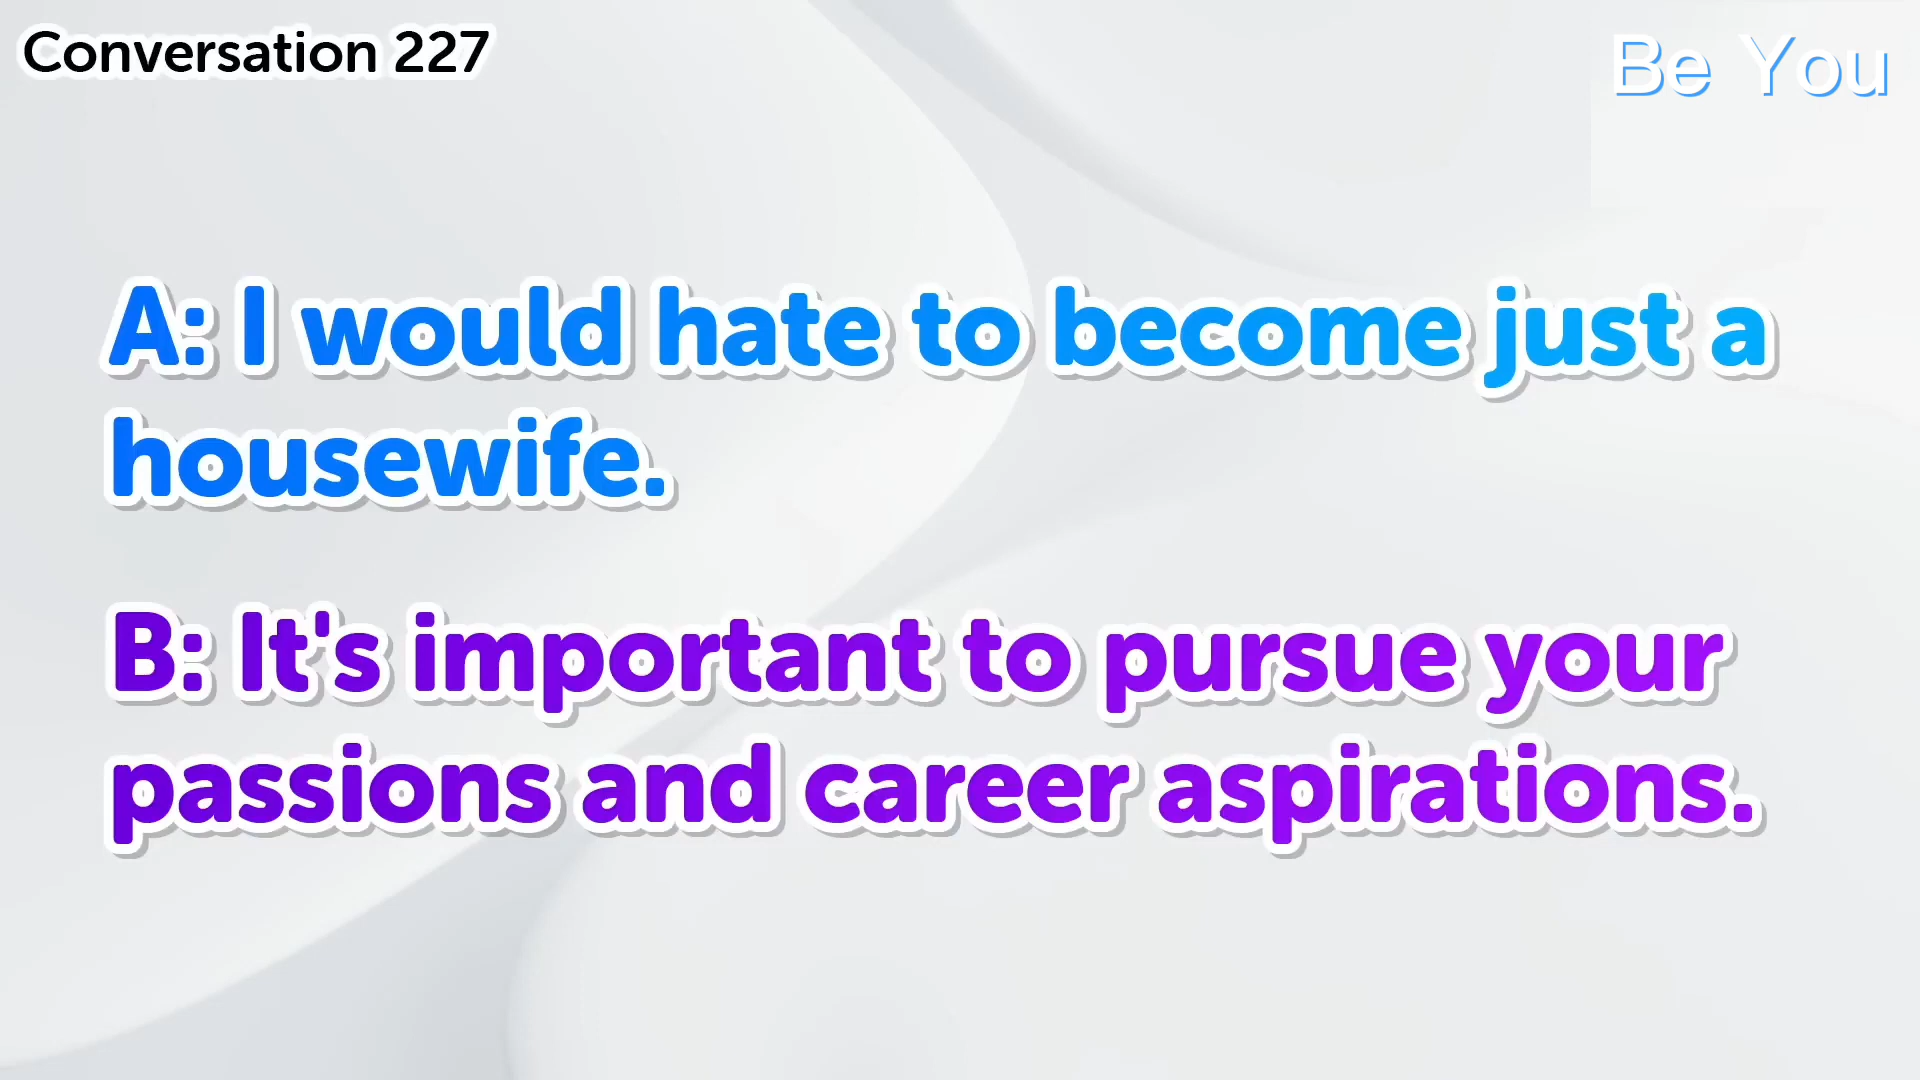 Conversation 227
Be You
A: I would hate to become just a
housewife.
B: It's important to pursue your
passions and career aspirations.